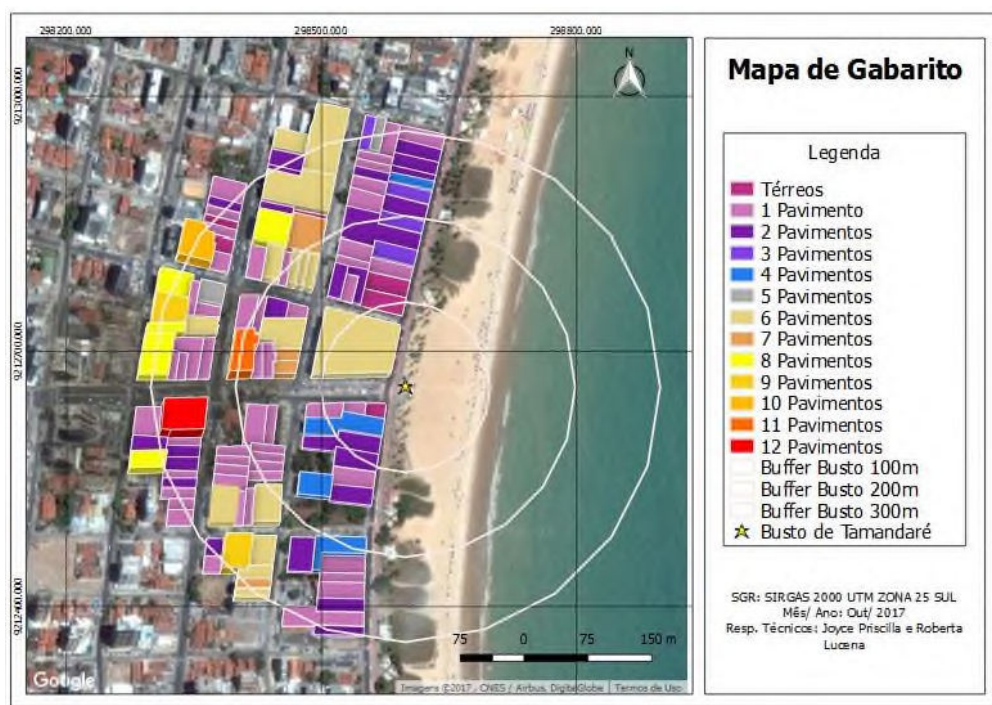 298200.000 298500.000 298800.000
9213000.000
9212700.000
9212400.000
N
75 0 75 150 m
Google
Imagens ©2017 , CNES / Airbus, DigitalGlobe Termos de Uso
Mapa de Gabarito
Legenda
Térreos
1 Pavimento
2 Pavimentos
3 Pavimentos
4 Pavimentos
5 Pavimentos
6 Pavimentos
7 Pavimentos
8 Pavimentos
9 Pavimentos
10 Pavimentos
11 Pavimentos
12 Pavimentos
Buffer Busto 100m
Buffer Busto 200m
Buffer Busto 300m
Busto de Tamandaré
SGR: SIRGAS 2000 UTM ZONA 25 SUL
Mês/ Ano: Out/ 2017
Resp. Técnicos: Joyce Priscilla e Roberta
Lucena